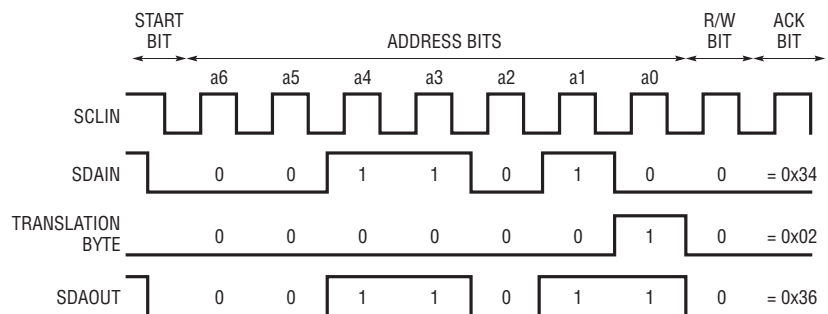 START BIT ADDRESS BITS R/W BIT ACK BIT
a6 a5 a4 a3 a2 a1 a0
SCLIN
SDAIN 0 0 1 1 0 1 0 0 = 0x34
TRANSLATION BYTE 0 0 0 0 0 0 1 0 = 0x02
SDAOUT 0 0 1 1 0 1 1 0 = 0x36